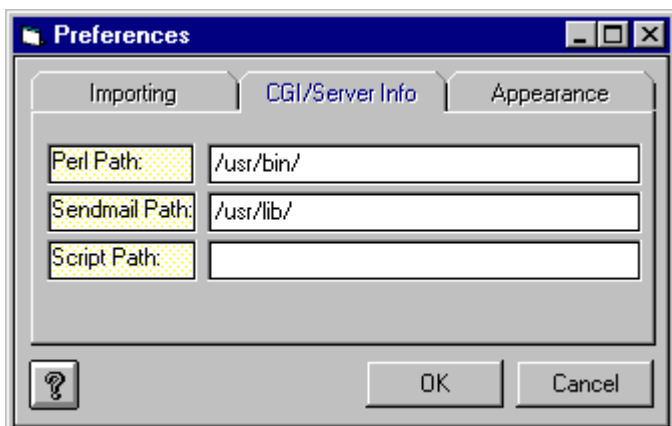 Preferences
Importing CGI/Server Info Appearance
Perl Path: /usr/bin/
Sendmail Path: /usr/lib/
Script Path:
? OK Cancel